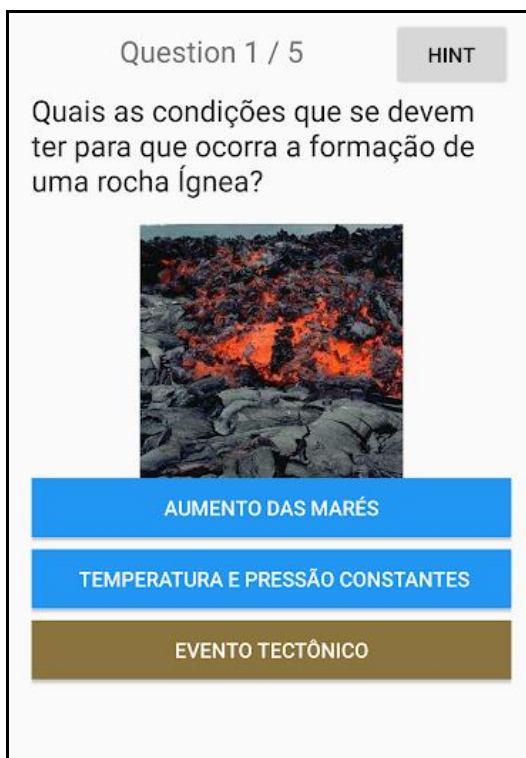 Question 1 / 5
HINT
Quais as condições que se devem
ter para que ocorra a formação de
uma rocha Ígnea?
AUMENTO DAS MARÉS
TEMPERATURA E PRESSÃO CONSTANTES
EVENTO TECTÔNICO